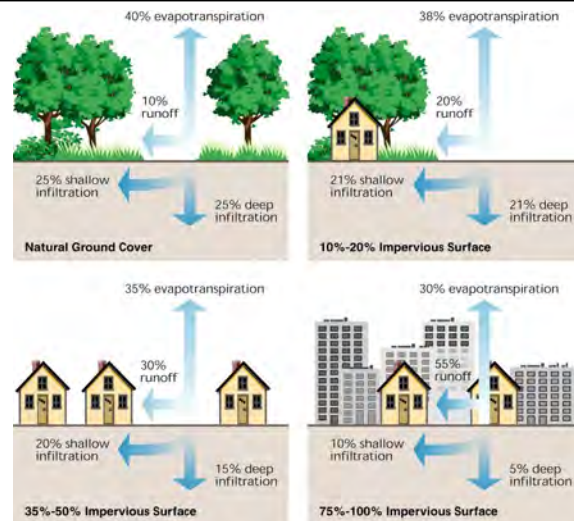 40% evapotranspiration
10%
runoff
25% shallow
infiltration
25% deep
infiltration
Natural Ground Cover
38% evapotranspiration
20%
runoff
21% shallow
infiltration
21% deep
infiltration
10%-20% Impervious Surface
35% evapotranspiration
30%
runoff
20% shallow
infiltration
15% deep
infiltration
35%-50% Impervious Surface
30% evapotranspiration
55%
runoff
10% shallow
infiltration
5% deep
infiltration
75%-100% Impervious Surface